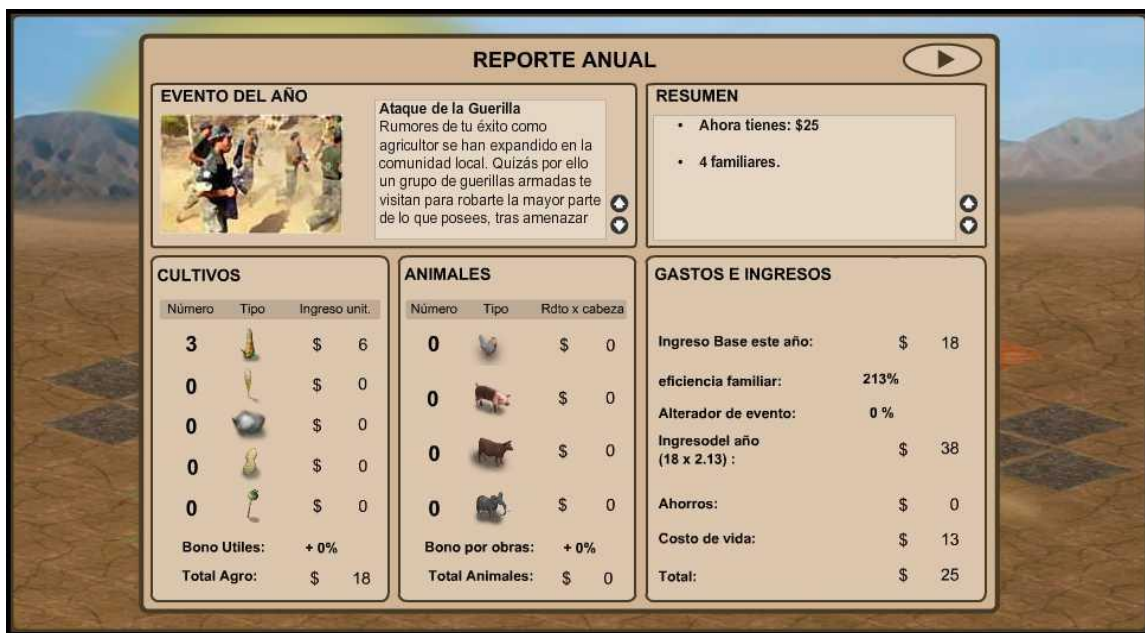 REPORTE ANUAL
EVENTO DEL AÑO
Ataque de la Guerilla
Rumores de tu éxito como
agricultor se han expandido en la
comunidad local. Quizás por ello
un grupo de guerillas armadas te
visitan para robarte la mayor parte
de lo que posees, tras amenazar
RESUMEN
• Ahora tienes: $25
• 4 familiares.
CULTIVOS
Número Tipo Ingreso unit.
3 $ 6
0 $ 0
0 $ 0
0 $ 0
0 $ 0
Bono Utiles: + 0%
Total Agro: $ 18
ANIMALES
Número Tipo Rdto x cabeza
0 $ 0
0 $ 0
0 $ 0
0 $ 0
Bono por obras: + 0%
Total Animales: $ 0
GASTOS E INGRESOS
Ingreso Base este año: $ 18
eficiencia familiar: 213%
Alterador de evento: 0 %
Ingresodel año
(18 x 2.13) : $ 38
Ahorros: $ 0
Costo de vida: $ 13
Total: $ 25